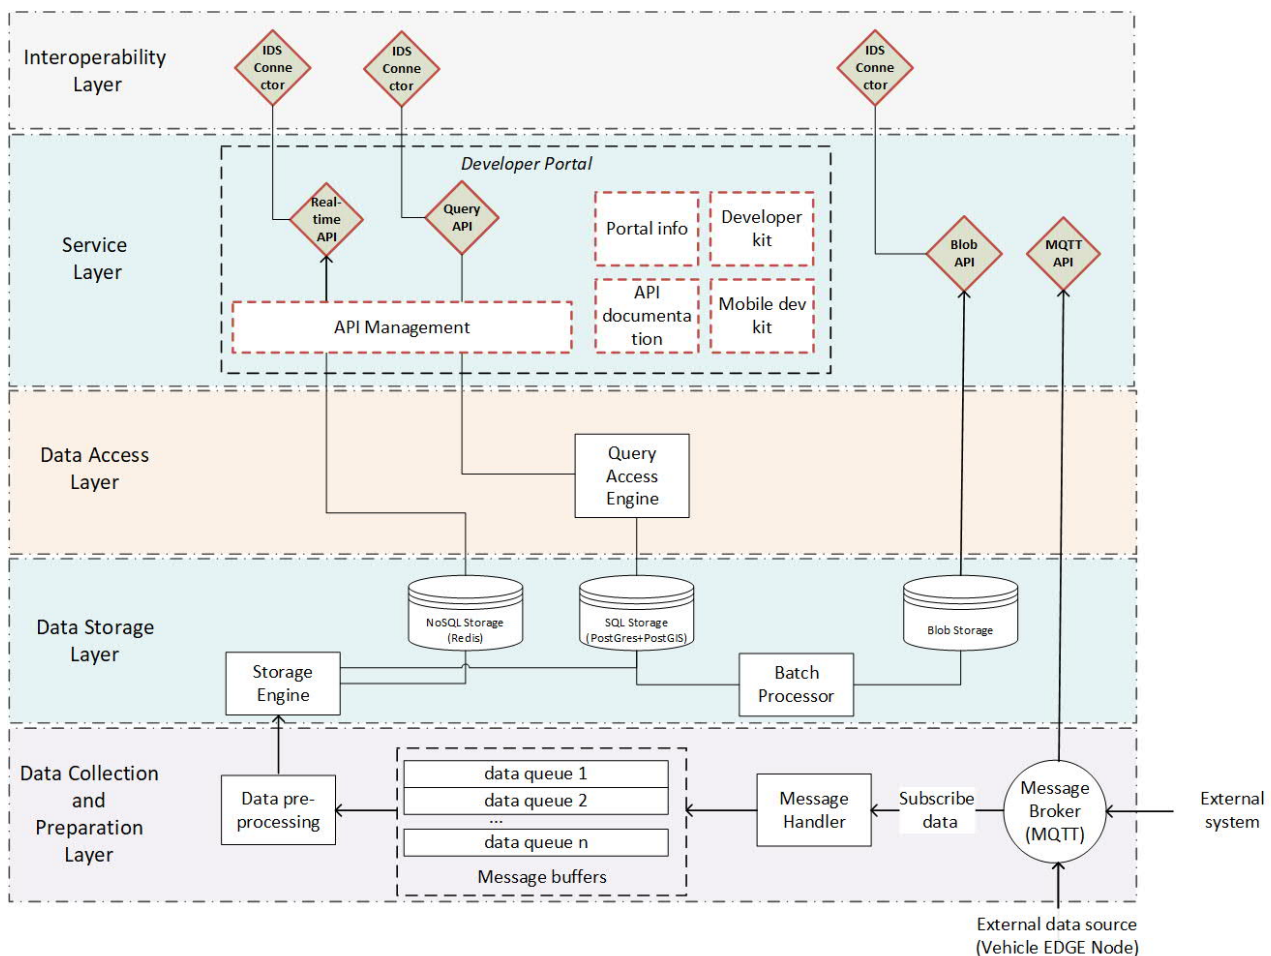 Interoperability
Layer
IDS
Conne
ctor
IDS
Conne
ctor
IDS
Conne
ctor
Service
Layer
Developer Portal
Real-
time
API
Query
API
Portal info
Developer
kit
API
documenta
tion
Mobile dev
kit
API Management
Blob
API
MQTT
API
Data Access
Layer
Query
Access
Engine
Data Storage
Layer
NoSQL Storage
(Redis)
SQL Storage
(PostGres+PostGIS)
Blob Storage
Storage
Engine
Batch
Processor
Data Collection
and
Preparation
Layer
Data pre-
processing
data queue 1
data queue 2
...
data queue n
Message buffers
Message
Handler
Subscribe
data
Message
Broker
(MQTT)
External
system
External data source
(Vehicle EDGE Node)